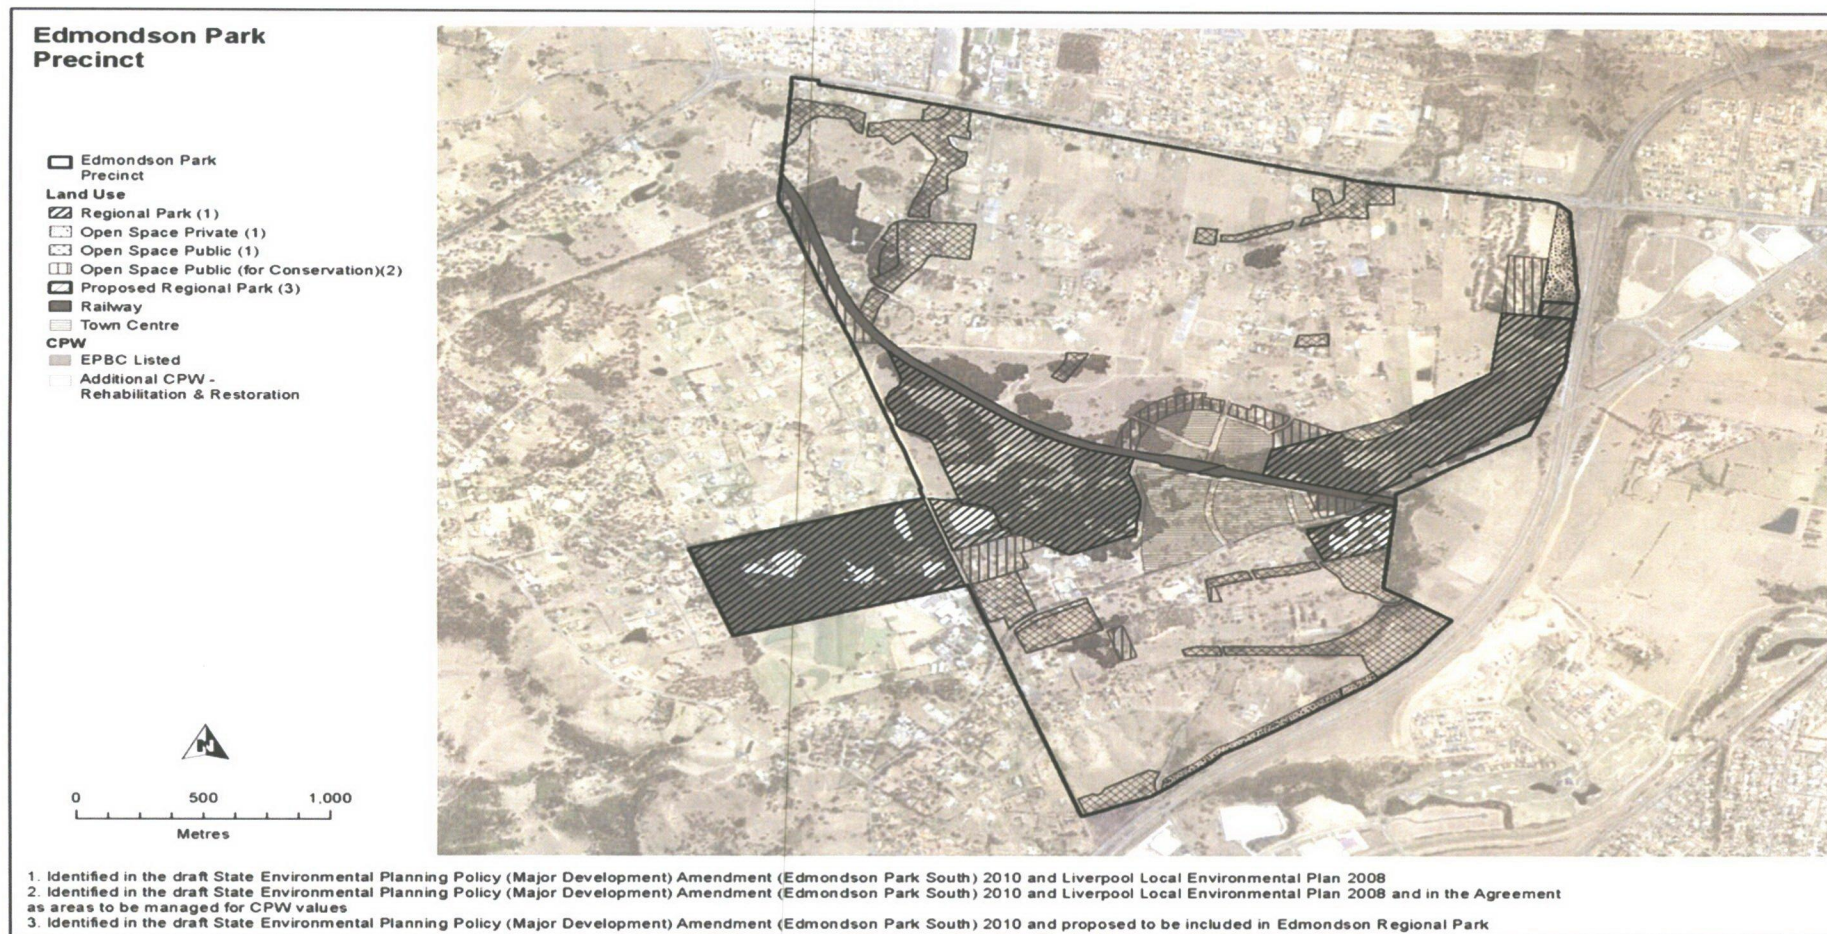 Edmondson Park
Precinct
Edmondson Park
Precinct
Land Use
Regional Park (1)
Open Space Private (1)
Open Space Public (1)
Open Space Public (for Conservation)(2)
Proposed Regional Park (3)
Railway
Town Centre
CPW
EPBC Listed
Additional CPW -
Rehabilitation & Restoration
N
0 500 1,000
Metres
1. Identified in the draft State Environmental Planning Policy (Major Development) Amendment (Edmondson Park South) 2010 and Liverpool Local Environmental Plan 2008
2. Identified in the draft State Environmental Planning Policy (Major Development) Amendment (Edmondson Park South) 2010 and Liverpool Local Environmental Plan 2008 and in the Agreement
as areas to be managed for CPW values
3. Identified in the draft State Environmental Planning Policy (Major Development) Amendment (Edmondson Park South) 2010 and proposed to be included in Edmondson Regional Park